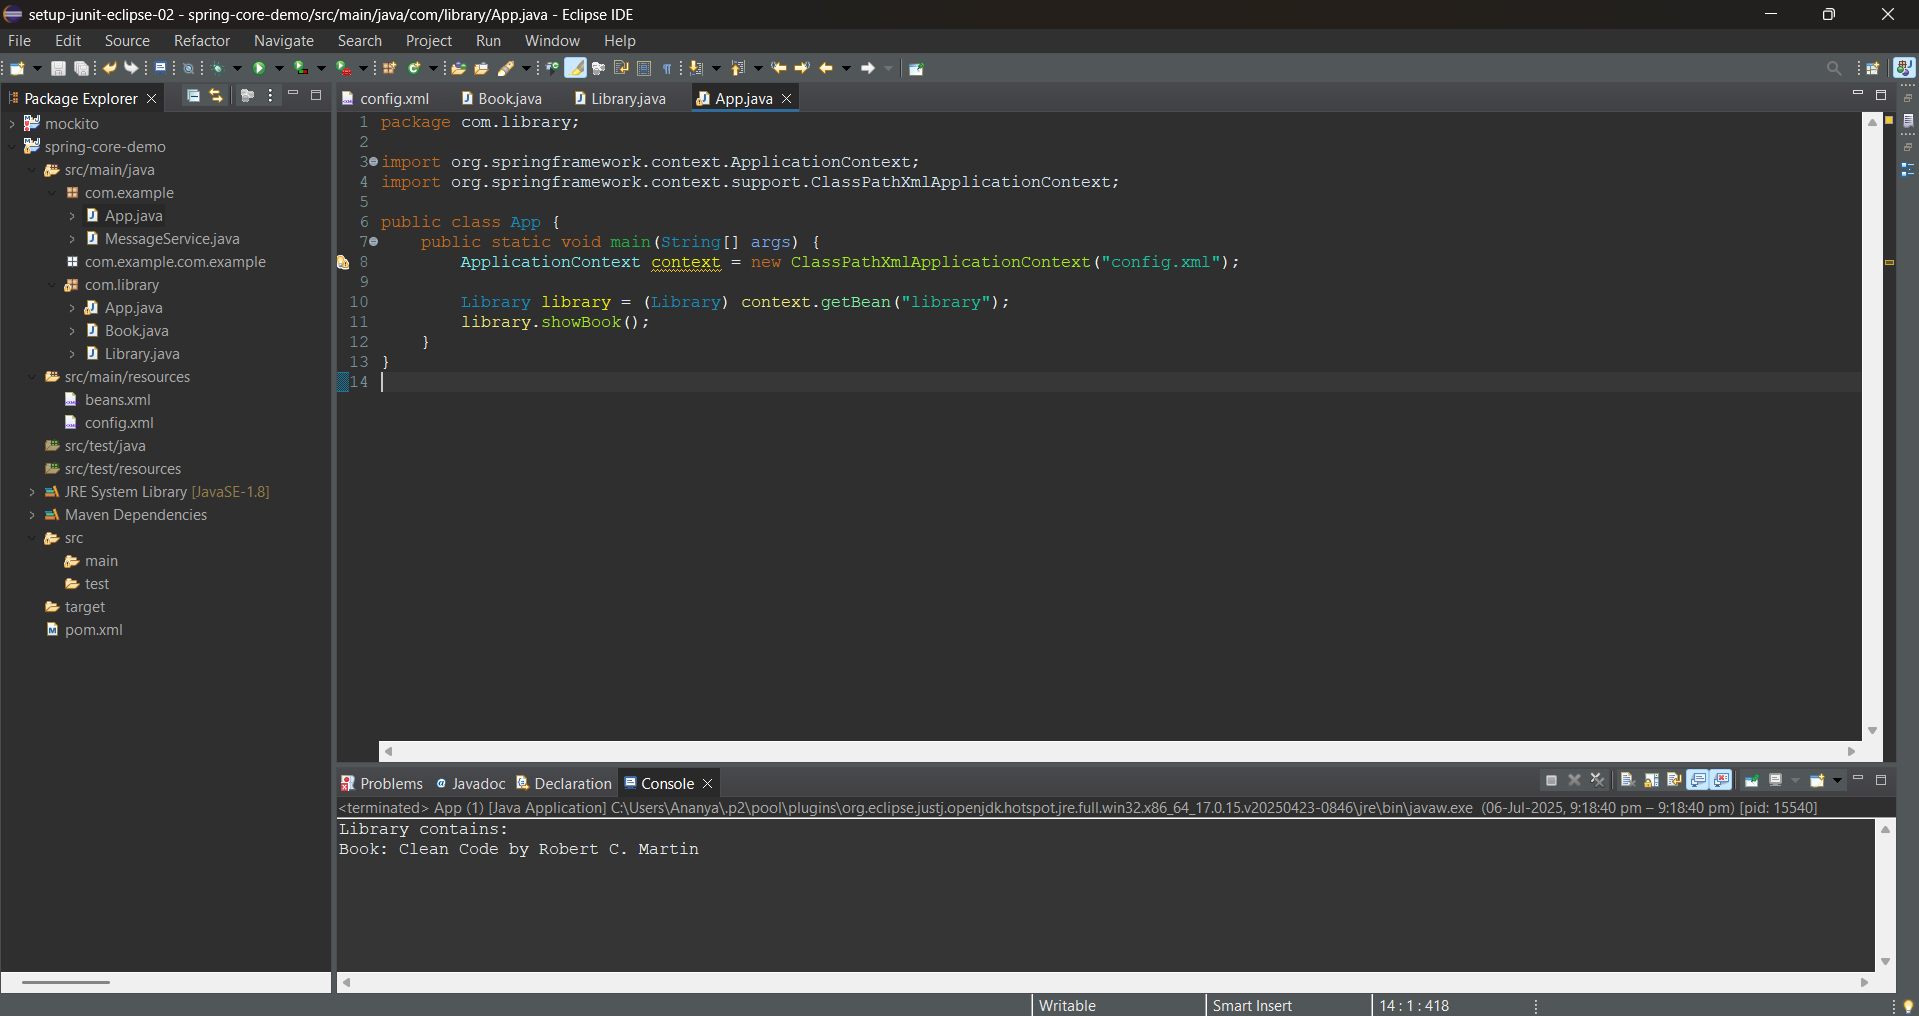 setup-junit-eclipse-02 - spring-core-demo/src/main/java/com/library/App.java - Eclipse IDE
File Edit Source Refactor Navigate Search Project Run Window Help
Package Explorer
mockito
spring-core-demo
src/main/java
com.example
App.java
MessageService.java
com.example.com.example
com.library
App.java
Book.java
Library.java
src/main/resources
beans.xml
config.xml
src/test/java
src/test/resources
JRE System Library [JavaSE-1.8]
Maven Dependencies
src
main
test
target
pom.xml
config.xml Book.java Library.java App.java
1 package com.library;
2
3 import org.springframework.context.ApplicationContext;
4 import org.springframework.context.support.ClassPathXmlApplicationContext;
5
6 public class App {
7 public static void main(String[] args) {
8 ApplicationContext context = new ClassPathXmlApplicationContext("config.xml");
9
10 Library library = (Library) context.getBean("library");
11 library.showBook();
12 }
13 }
14
Problems Javadoc Declaration Console
<terminated> App (1) [Java Application] C:\Users\Ananya\.p2\pool\plugins\org.eclipse.justj.openjdk.hotspot.jre.full.win32.x86_64_17.0.15.v20250423-0846\jre\bin\javaw.exe (06-Jul-2025, 9:18:40 pm – 9:18:40 pm) [pid: 15540]
Library contains:
Book: Clean Code by Robert C. Martin
Writable Smart Insert 14 : 1 : 418